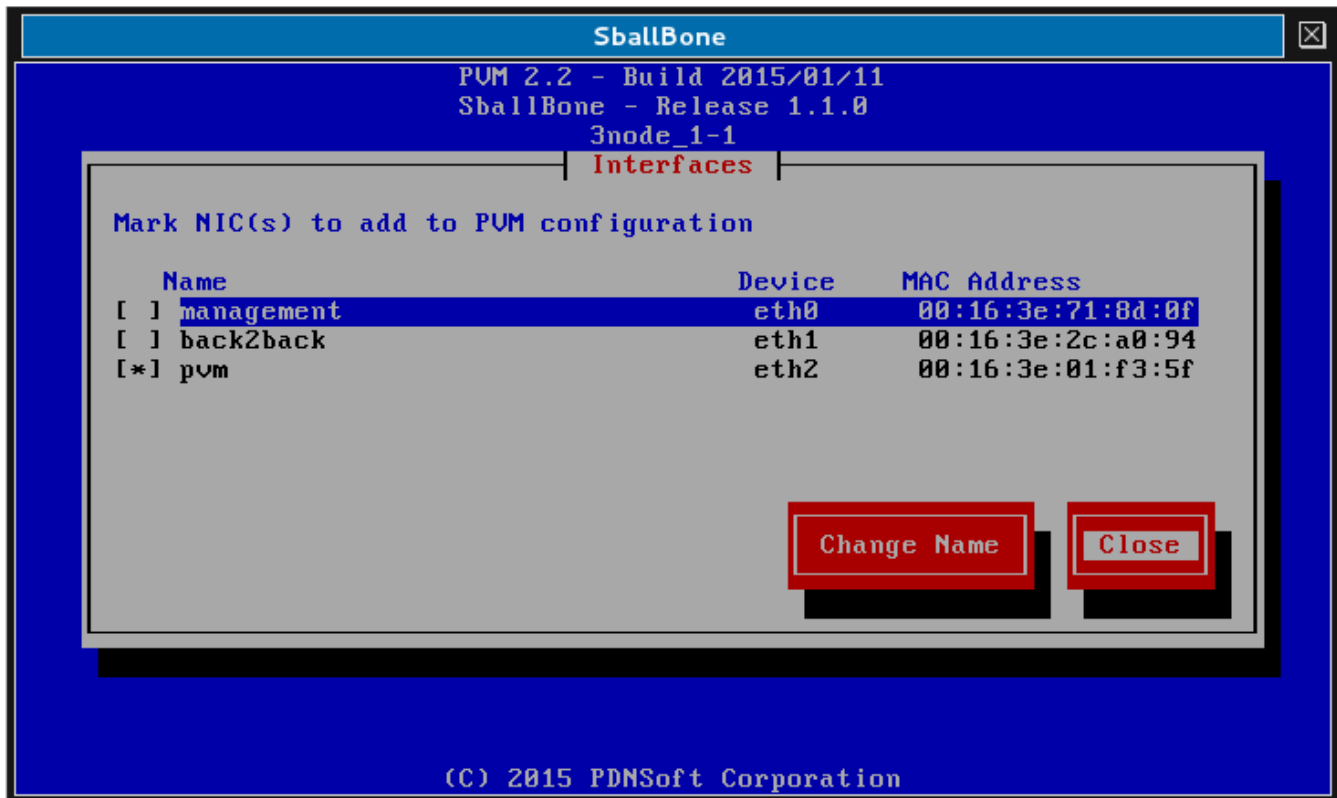 SballBone
PVM 2.2 - Build 2015/01/11
SballBone - Release 1.1.0
3node_1-1
Interfaces
Mark NIC(s) to add to PVM configuration
Name Device MAC Address
[ ] management eth0 00:16:3e:71:8d:0f
[ ] back2back eth1 00:16:3e:2c:a0:94
[*] pvm eth2 00:16:3e:01:f3:5f
Change Name Close
(C) 2015 PDNSoft Corporation